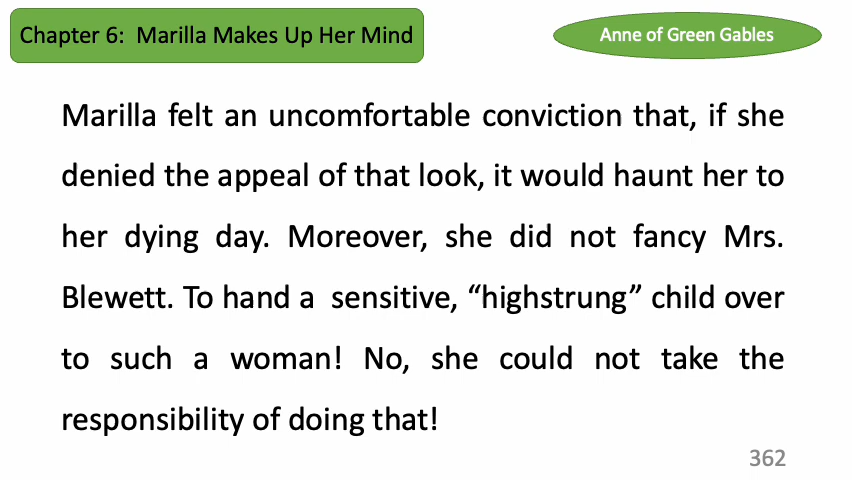 Chapter 6:  Marilla Makes Up Her Mind
Anne of Green Gables
Marilla felt an uncomfortable conviction that, if she
denied the appeal of that look, it would haunt her to
her dying day. Moreover, she did not fancy Mrs.
Blewett. To hand a  sensitive, “highstrung” child over
to such a woman! No, she could not take the
responsibility of doing that!
362